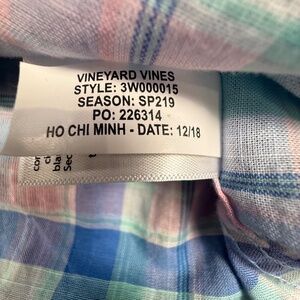 VINEYARD VINES
STYLE: 3W000015
SEASON: SP219
PO: 226314
HO CHI MINH - DATE: 12/18